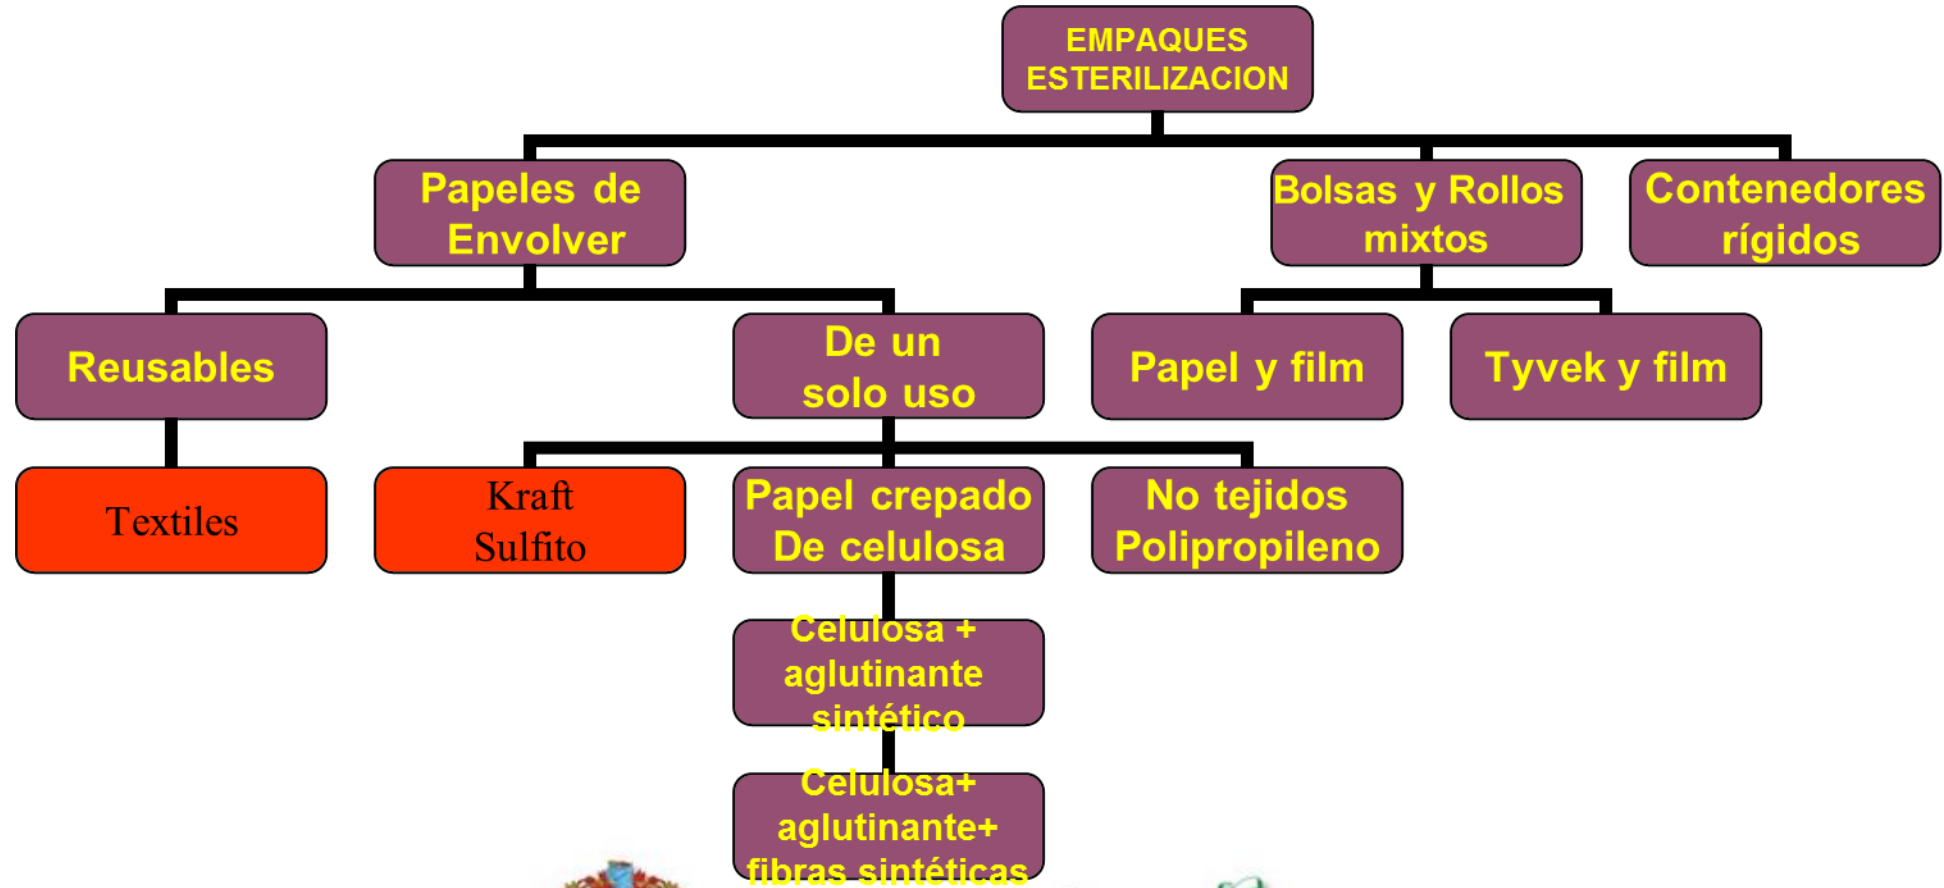 EMPAQUES
ESTERILIZACION
Papeles de
Envolver
Bolsas y Rollos
mixtos
Contenedores
rígidos
Reusables
De un
solo uso
Papel y film
Tyvek y film
Textiles
Kraft
Sulfito
Papel crepado
De celulosa
No tejidos
Polipropileno
Celulosa +
aglutinante
sintético
Celulosa+
aglutinante+
fibras sintéticas